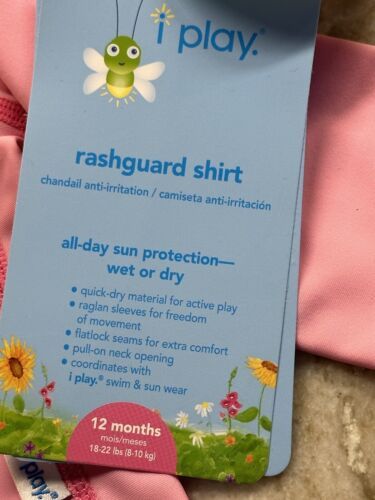 i play.®
rashguard shirt
chandail anti-irritation / camiseta anti-irritación
all-day sun protection—
wet or dry
• quick-dry material for active play
• raglan sleeves for freedom
of movement
• flatlock seams for extra comfort
• pull-on neck opening
• coordinates with
i play.® swim & sun wear
12 months
mois/meses
18-22 lbs (8-10 kg)
play.